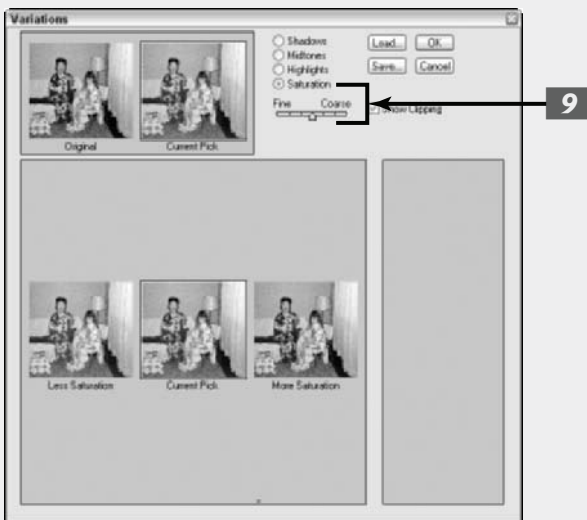 Variations
Original
Current Pick
Shadows
Midtones
Highlights
Saturation
Fine Coarse
Load...
OK
Save...
Cancel
Show Clipping
9
Less Saturation
Current Pick
More Saturation